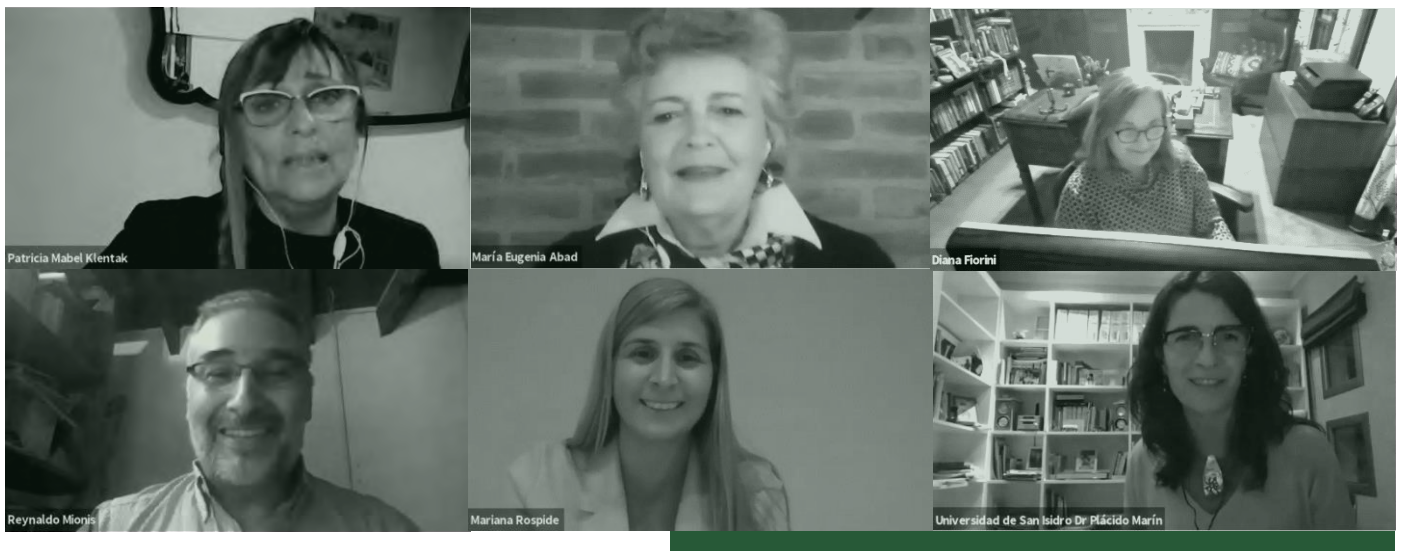 Patricia Mabel Klentak
María Eugenia Abad
Diana Fiorini
Reynaldo Mionis
Mariana Rospide
Universidad de San Isidro Dr Plácido Marín